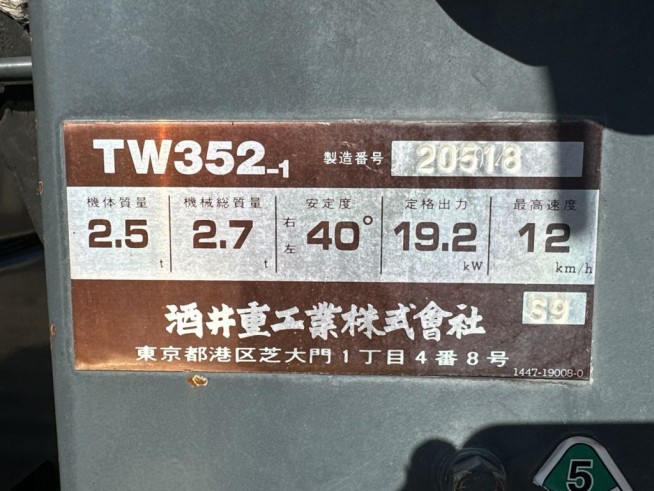 TW352-1 製造番号 20518
機体質量 機械総質量 安定度 定格出力 最高速度
2.5 t 2.7 t 右 左 40° 19.2 kW 12 km/h
酒井重工業株式會社 S9
東京都港区芝大門1丁目4番8号
1447-19008-0
5